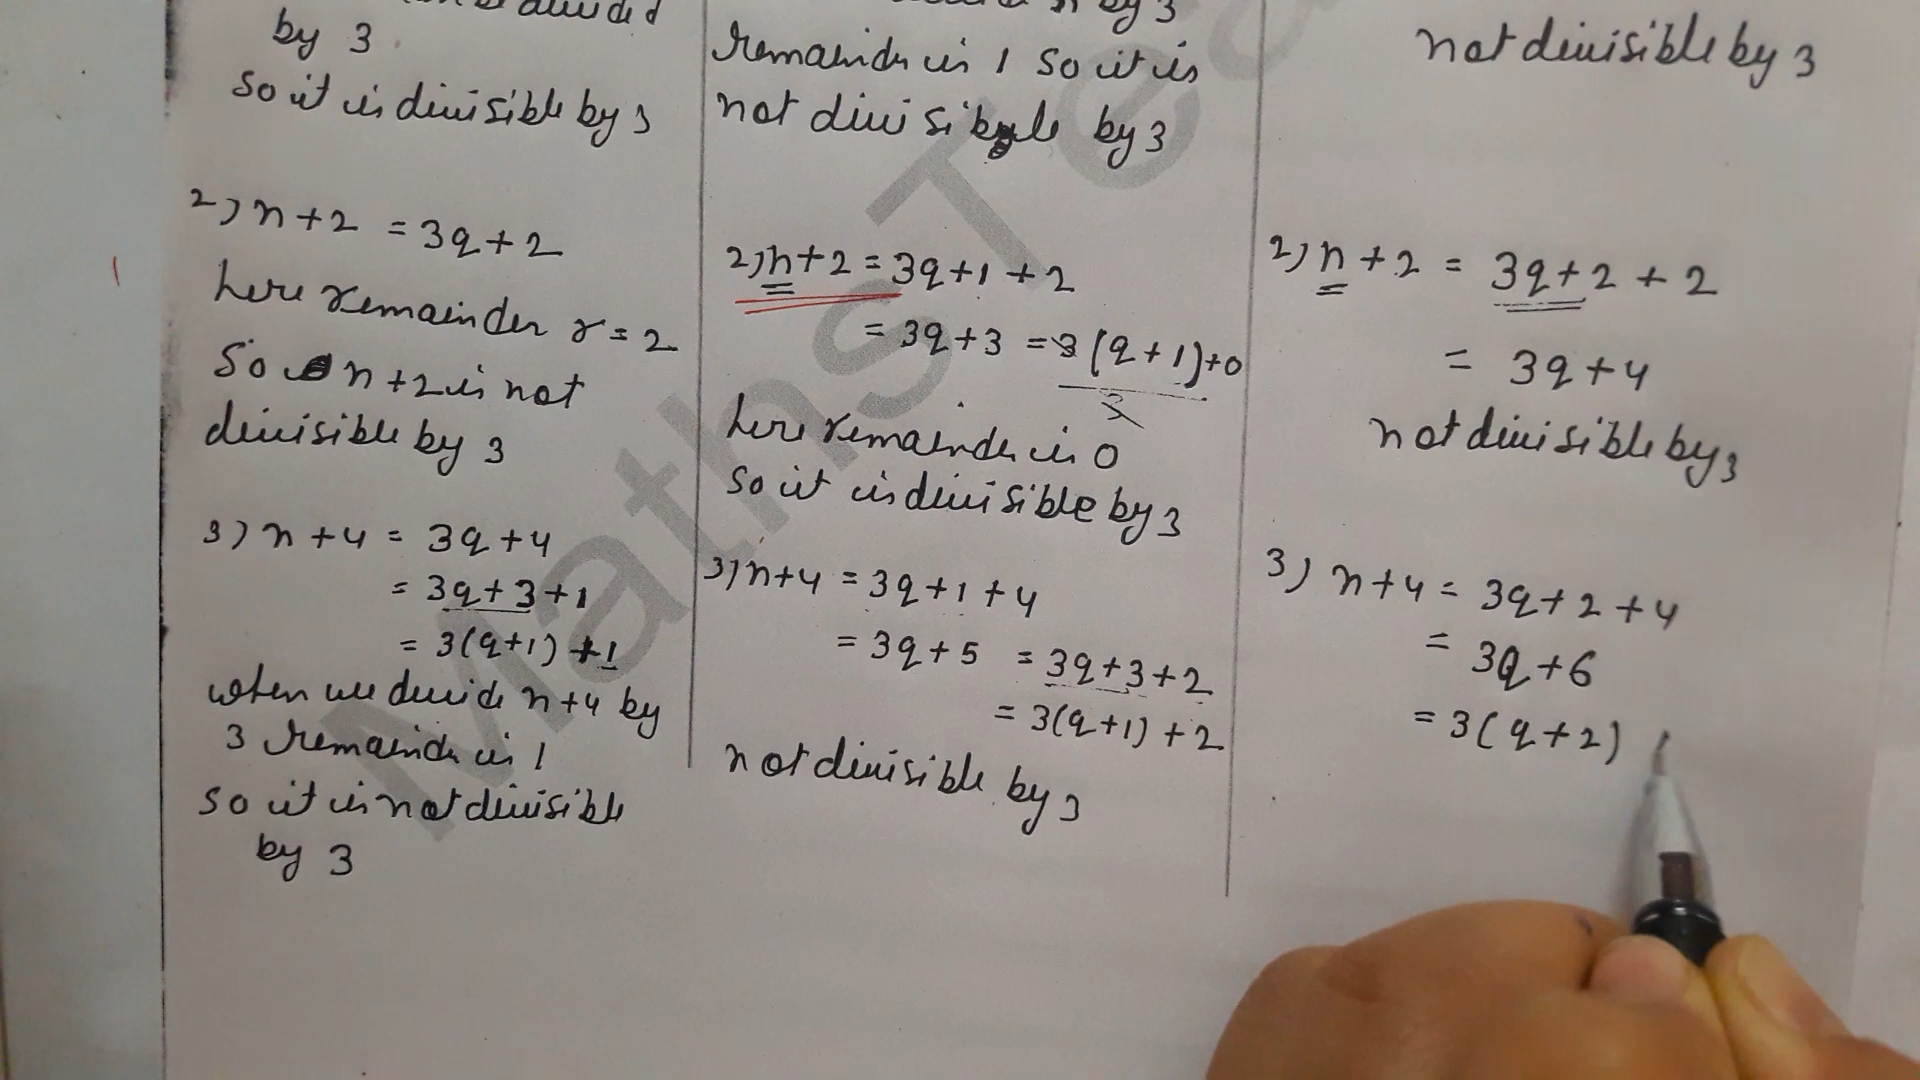 by 3
so it is divisible by 3
2) n+2 = 3q+2
here remainder r=2
So n+2 is not
divisible by 3
3) n+4 = 3q+4
= 3q+3+1
= 3(q+1)+1
when we divide n+4 by
3 remainder is 1
so it is not divisible
by 3
n by 3
remainder is 1 so it is
not divisible by 3
2) n+2 = 3q+1+2
= 3q+3 = 3(q+1)+0
3
here remainder is 0
so it is divisible by 3
3) n+4 = 3q+1+4
= 3q+5 = 3q+3+2
= 3(q+1)+2
not divisible by 3
not divisible by 3
2) n+2 = 3q+2+2
= 3q+4
not divisible by 3
3) n+4 = 3q+2+4
= 3q+6
= 3(q+2)
Maths Tea